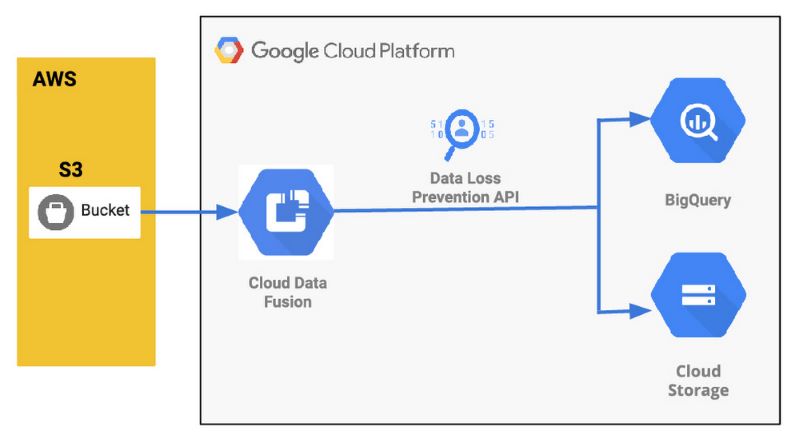 AWS
S3
Bucket
Google Cloud Platform
51 15
10 05
Data Loss
Prevention API
Cloud Data
Fusion
BigQuery
Cloud
Storage